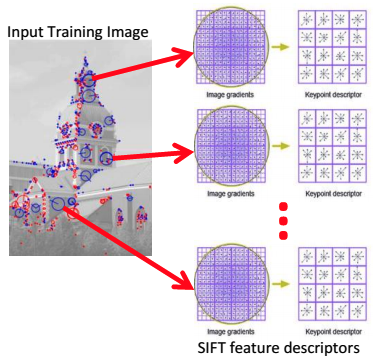 Input Training Image
Image gradients
Keypoint descriptor
Image gradients
Keypoint descriptor
Image gradients
Keypoint descriptor
SIFT feature descriptors